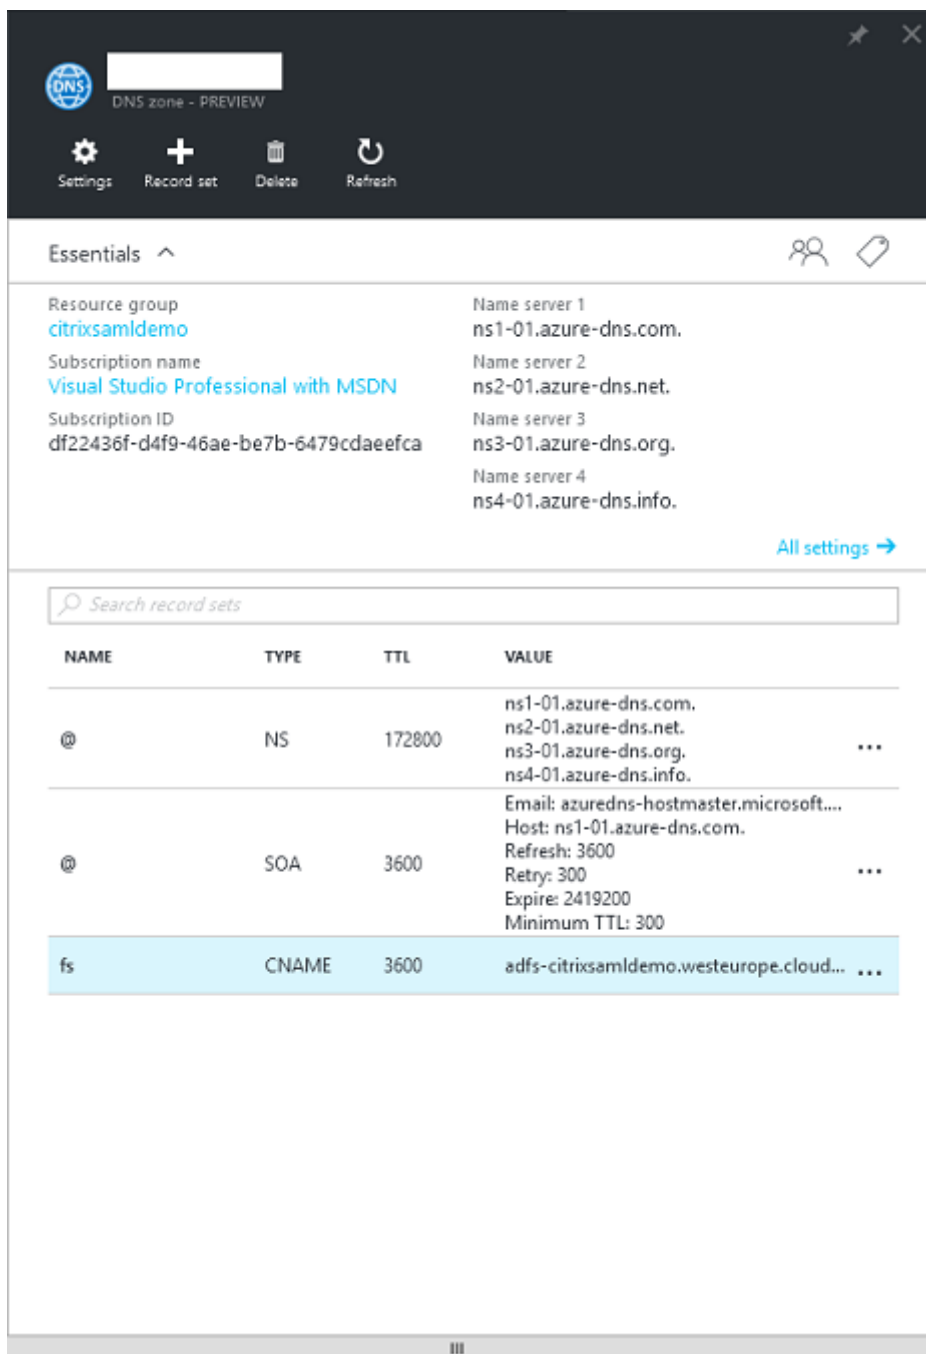 DNS
DNS zone - PREVIEW
Settings
Record set
Delete
Refresh
Essentials
Resource group
citrixsamldemo
Subscription name
Visual Studio Professional with MSDN
Subscription ID
df22436f-d4f9-46ae-be7b-6479cdaeefca
Name server 1
ns1-01.azure-dns.com.
Name server 2
ns2-01.azure-dns.net.
Name server 3
ns3-01.azure-dns.org.
Name server 4
ns4-01.azure-dns.info.
All settings
Search record sets
NAME TYPE TTL VALUE
@ NS 172800
ns1-01.azure-dns.com.
ns2-01.azure-dns.net.
ns3-01.azure-dns.org.
ns4-01.azure-dns.info.
...
@ SOA 3600
Email: azuredns-hostmaster.microsoft....
Host: ns1-01.azure-dns.com.
Refresh: 3600
Retry: 300
Expire: 2419200
Minimum TTL: 300
...
fs CNAME 3600 adfs-citrixsamldemo.westeurope.cloud... ...